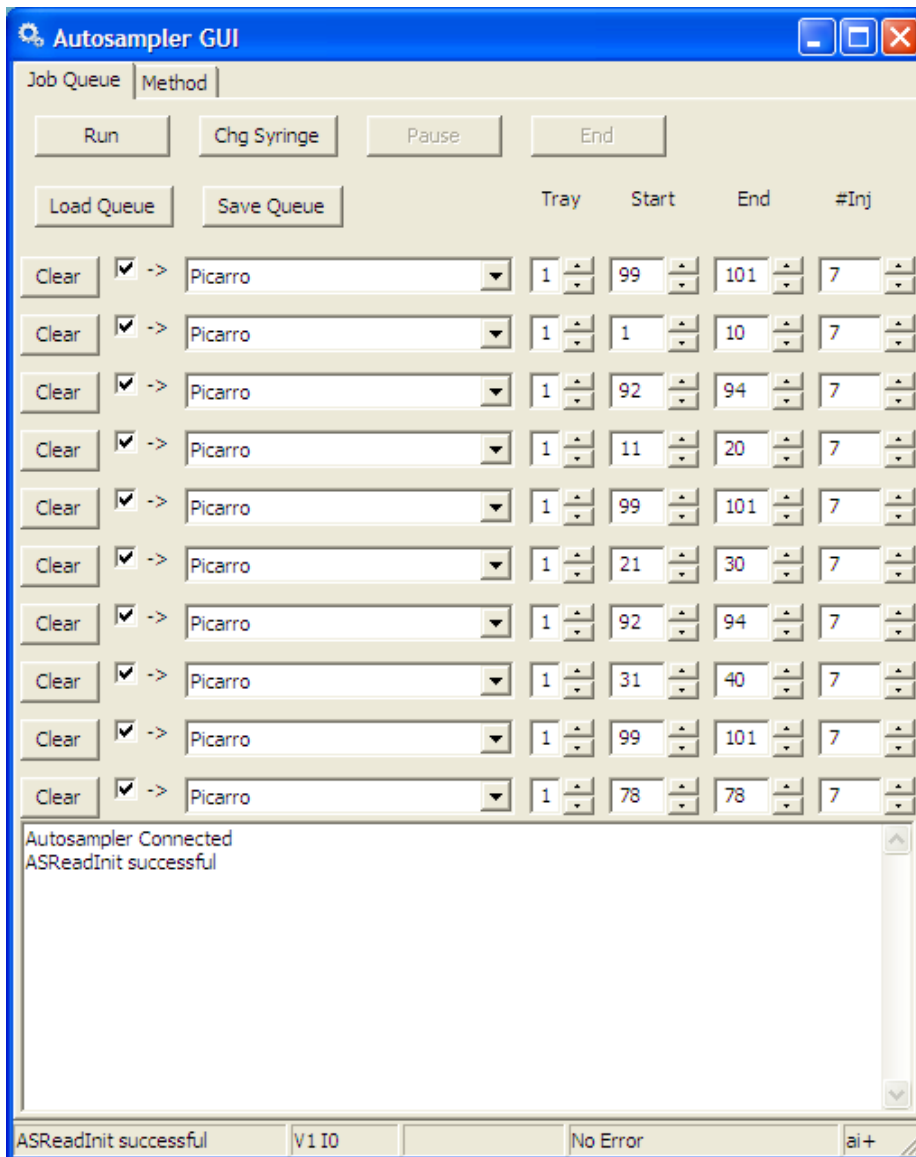 Autosampler GUI
Job Queue Method
Run Chg Syringe Pause End
Load Queue Save Queue Tray Start End #Inj
Clear -> Picarro 1 99 101 7
Clear -> Picarro 1 1 10 7
Clear -> Picarro 1 92 94 7
Clear -> Picarro 1 11 20 7
Clear -> Picarro 1 99 101 7
Clear -> Picarro 1 21 30 7
Clear -> Picarro 1 92 94 7
Clear -> Picarro 1 31 40 7
Clear -> Picarro 1 99 101 7
Clear -> Picarro 1 78 78 7
Autosampler Connected
ASReadInit successful
ASReadInit successful V1 I0 No Error ai+